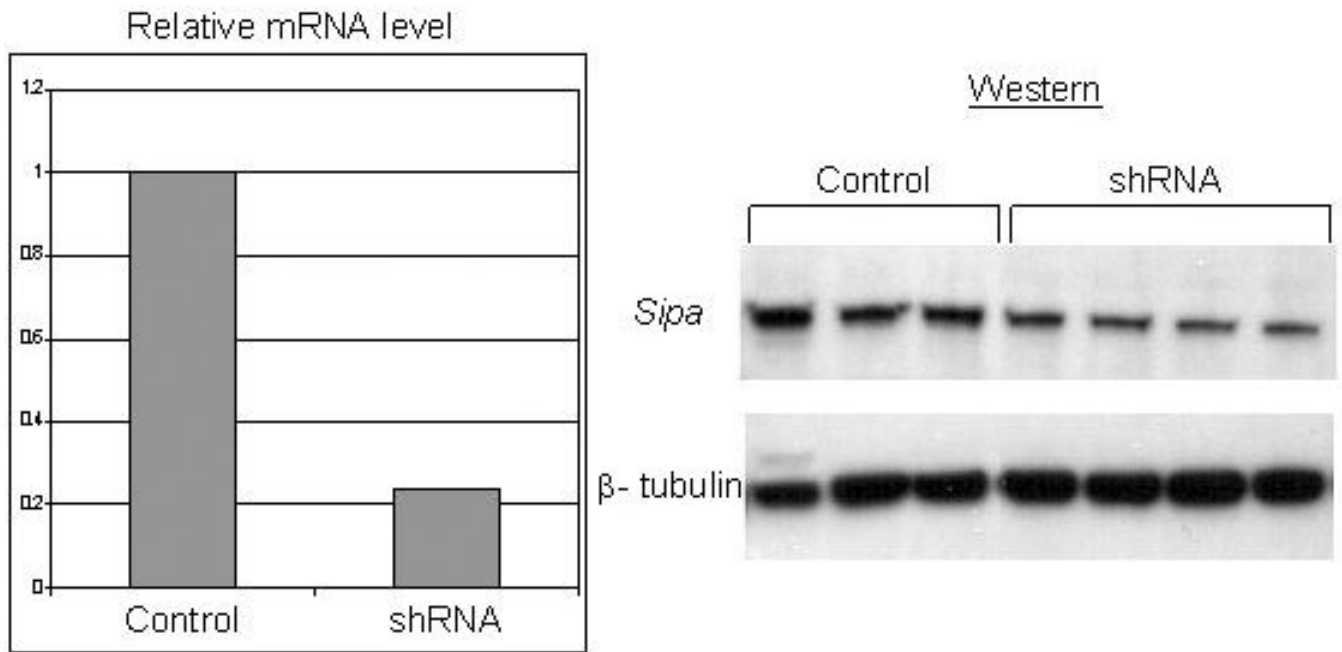 Relative mRNA level
1.2
1
0.8
0.6
0.4
0.2
0
Control
shRNA
Western
Control
shRNA
Sipa
β- tubulin